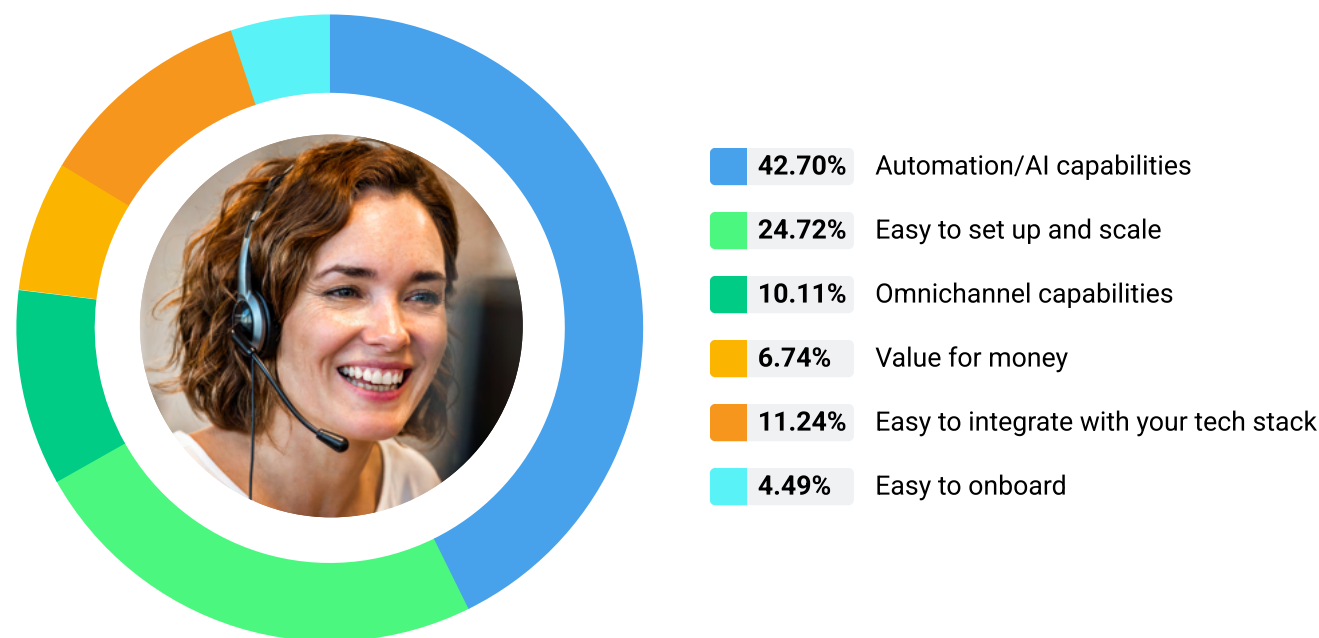 42.70% Automation/AI capabilities
24.72% Easy to set up and scale
10.11% Omnichannel capabilities
6.74% Value for money
11.24% Easy to integrate with your tech stack
4.49% Easy to onboard